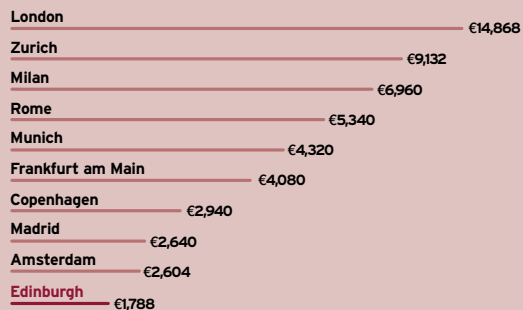 London
€14,868
Zurich
€9,132
Milan
€6,960
Rome
€5,340
Munich
€4,320
Frankfurt am Main
€4,080
Copenhagen
€2,940
Madrid
€2,640
Amsterdam
€2,604
Edinburgh
€1,788